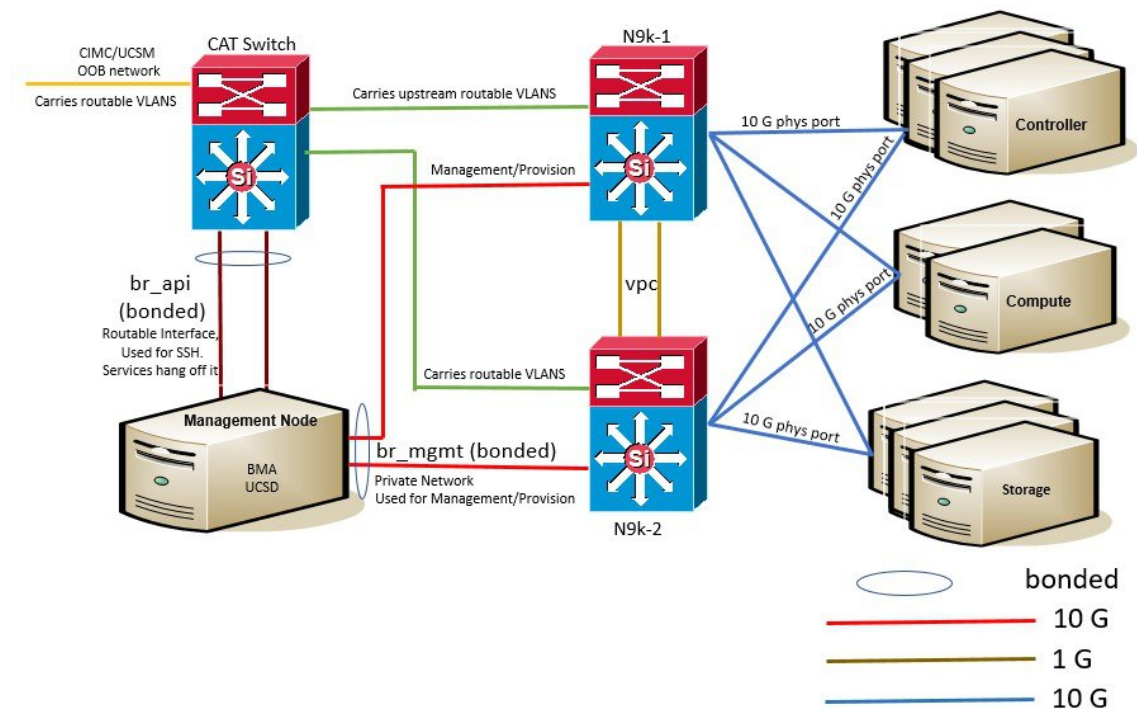 CAT Switch
N9k-1
CIMC/UCSM
OOB network
Carries routable VLANS
Carries upstream routable VLANS
Management/Provision
Si
Si
10 G phys port
10 G phys port
Controller
10 G phys port
Compute
vpc
br_api
(bonded)
Routable Interface,
Used for SSH.
Services hang off it
Carries routable VLANS
10 G phys port
Management Node
BMA
UCSD
br_mgmt (bonded)
Private Network
Used for Management/Provision
Si
N9k-2
Storage
bonded
10 G
1 G
10 G